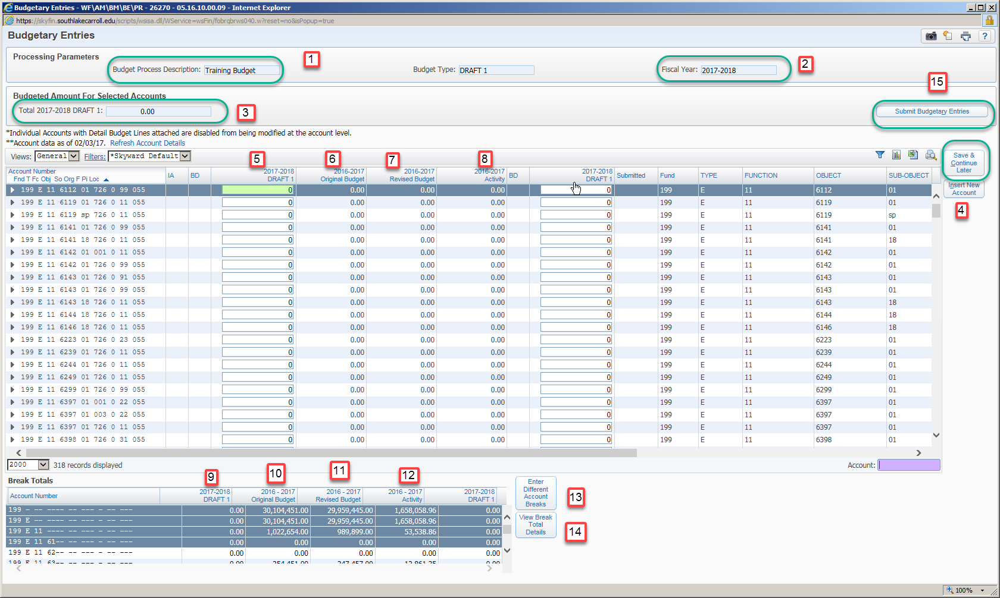 Budgetary Entries - WF\AM\BM\BE\PR - 26270 - 05.16.10.00.09 - Internet Explorer
https://skyfin.southlakecarroll.edu/scripts/wsisa.dll/WService=wsFin/fobrqbrws040.w?reset=no&isPopup=true
Budgetary Entries
?
Processing Parameters
1
2
Budget Process Description: Training Budget
Budget Type: DRAFT 1
Fiscal Year: 2017-2018
15
Budgeted Amount For Selected Accounts
Total 2017-2018 DRAFT 1: 0.00
3
Submit Budgetary Entries
*Individual Accounts with Detail Budget Lines attached are disabled from being modified at the account level.
**Account data as of 02/03/17. Refresh Account Details
Views: General Filters: *Skyward Default
5 6 7 8
Save &
Continue
Later
Insert New
Account
4
Account Number 2017-2018 2016-2017 2016-2017 2016-2017 2017-2018
Fnd T Fc Obj So Org F Pi Loc IA BD DRAFT 1 Original Budget Revised Budget Activity BD DRAFT 1 Submitted Fund TYPE FUNCTION OBJECT SUB-OBJECT
199 E 11 6112 01 726 0 99 055 0 0.00 0.00 0.00 0 199 E 11 6112 01
199 E 11 6119 01 726 0 11 055 0 0.00 0.00 0.00 0 199 E 11 6119 01
199 E 11 6119 sp 726 0 11 055 0 0.00 0.00 0.00 0 199 E 11 6119 sp
199 E 11 6141 01 726 0 99 055 0 0.00 0.00 0.00 0 199 E 11 6141 01
199 E 11 6141 18 726 0 11 055 0 0.00 0.00 0.00 0 199 E 11 6141 18
199 E 11 6142 01 001 0 11 055 0 0.00 0.00 0.00 0 199 E 11 6142 01
199 E 11 6142 01 726 0 99 055 0 0.00 0.00 0.00 0 199 E 11 6142 01
199 E 11 6143 01 726 0 91 055 0 0.00 0.00 0.00 0 199 E 11 6143 01
199 E 11 6143 01 726 0 99 055 0 0.00 0.00 0.00 0 199 E 11 6143 01
199 E 11 6143 18 726 0 11 055 0 0.00 0.00 0.00 0 199 E 11 6143 18
199 E 11 6144 18 726 0 11 055 0 0.00 0.00 0.00 0 199 E 11 6144 18
199 E 11 6146 18 726 0 11 055 0 0.00 0.00 0.00 0 199 E 11 6146 18
199 E 11 6223 01 726 0 23 055 0 0.00 0.00 0.00 0 199 E 11 6223 01
199 E 11 6239 01 726 0 11 055 0 0.00 0.00 0.00 0 199 E 11 6239 01
199 E 11 6244 01 726 0 11 055 0 0.00 0.00 0.00 0 199 E 11 6244 01
199 E 11 6249 01 726 0 11 055 0 0.00 0.00 0.00 0 199 E 11 6249 01
199 E 11 6299 01 726 0 99 055 0 0.00 0.00 0.00 0 199 E 11 6299 01
199 E 11 6397 01 001 0 22 055 0 0.00 0.00 0.00 0 199 E 11 6397 01
199 E 11 6397 01 003 0 22 055 0 0.00 0.00 0.00 0 199 E 11 6397 01
199 E 11 6397 01 726 0 11 055 0 0.00 0.00 0.00 0 199 E 11 6397 01
199 E 11 6398 01 726 0 31 055 0 0.00 0.00 0.00 0 199 E 11 6398 01
2000 318 records displayed Account:
Break Totals
9 10 11 12
Account Number 2017-2018 2016 - 2017 2016 - 2017 2016 - 2017 2017-2018
DRAFT 1 Original Budget Revised Budget Activity DRAFT 1
199 - -- ---- -- --- - -- --- 0.00 30,104,451.00 29,959,445.00 1,658,058.96 0.00
199 E -- ---- -- --- - -- --- 0.00 30,104,451.00 29,959,445.00 1,658,058.96 0.00
199 E 11 ---- -- --- - -- --- 0.00 1,022,654.00 989,899.00 53,538.86 0.00
199 E 11 61-- -- --- - -- --- 0.00 0.00 0.00 0.00 0.00
199 E 11 62-- -- --- - -- --- 0.00 0.00 0.00 0.00 0.00
199 E 11 63-- -- --- - -- --- 0.00 254,451.00 247,457.00 12,861.25 0.00
Enter
Different
Account
Breaks
13
View Break
Total
Details
14
100%